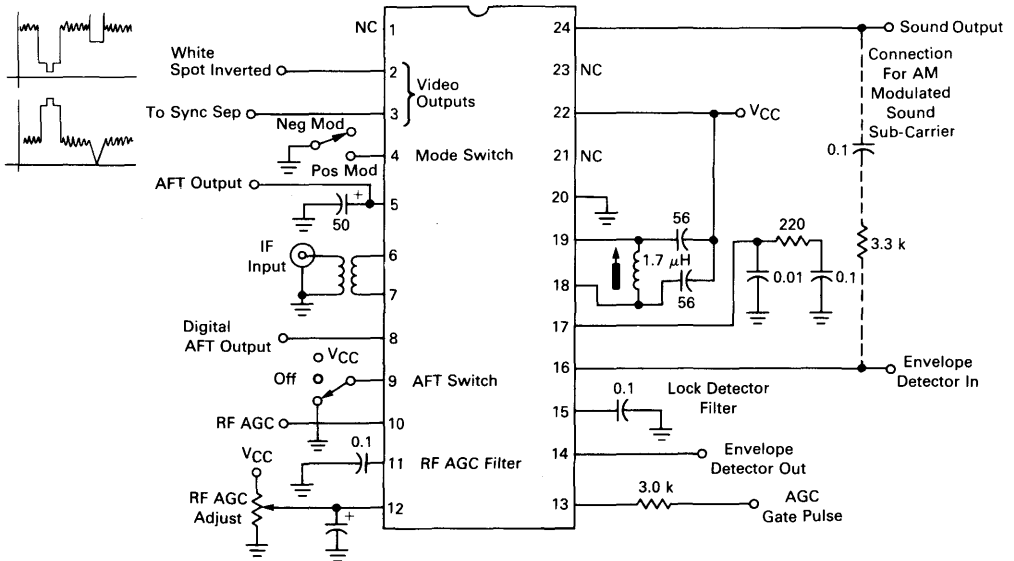 NC
1
White
Spot Inverted
2
Video
Outputs
To Sync Sep
3
Neg Mod
4
Mode Switch
Pos Mod
AFT Output
+
5
50
IF
Input
6
7
Digital
AFT Output
8
VCC
Off
9
AFT Switch
RF AGC
10
0.1
11
RF AGC Filter
VCC
RF AGC
Adjust
12
+
24
Sound Output
Connection
For AM
Modulated
Sound
Sub-Carrier
23
NC
22
VCC
21
NC
0.1
20
19
56
220
3.3 k
1.7 μH
18
56
0.01
0.1
17
16
Envelope
Detector In
0.1
Lock Detector
Filter
15
14
Envelope
Detector Out
3.0 k
13
AGC
Gate Pulse